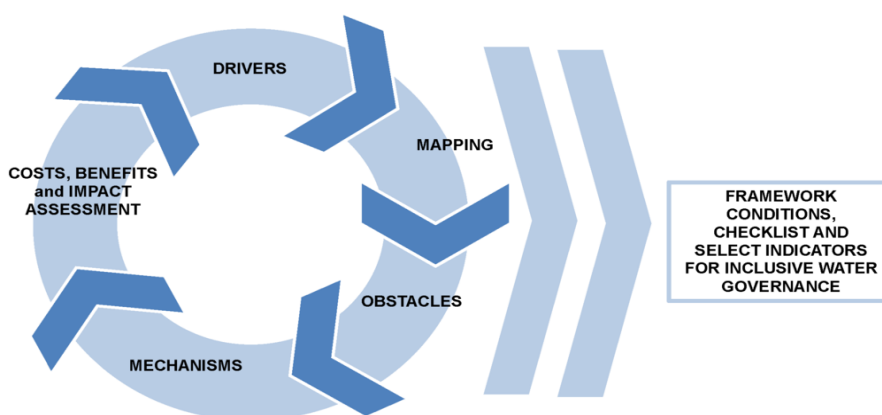 DRIVERS
MAPPING
OBSTACLES
MECHANISMS
COSTS, BENEFITS
and IMPACT
ASSESSMENT
FRAMEWORK
CONDITIONS,
CHECKLIST AND
SELECT INDICATORS
FOR INCLUSIVE WATER
GOVERNANCE